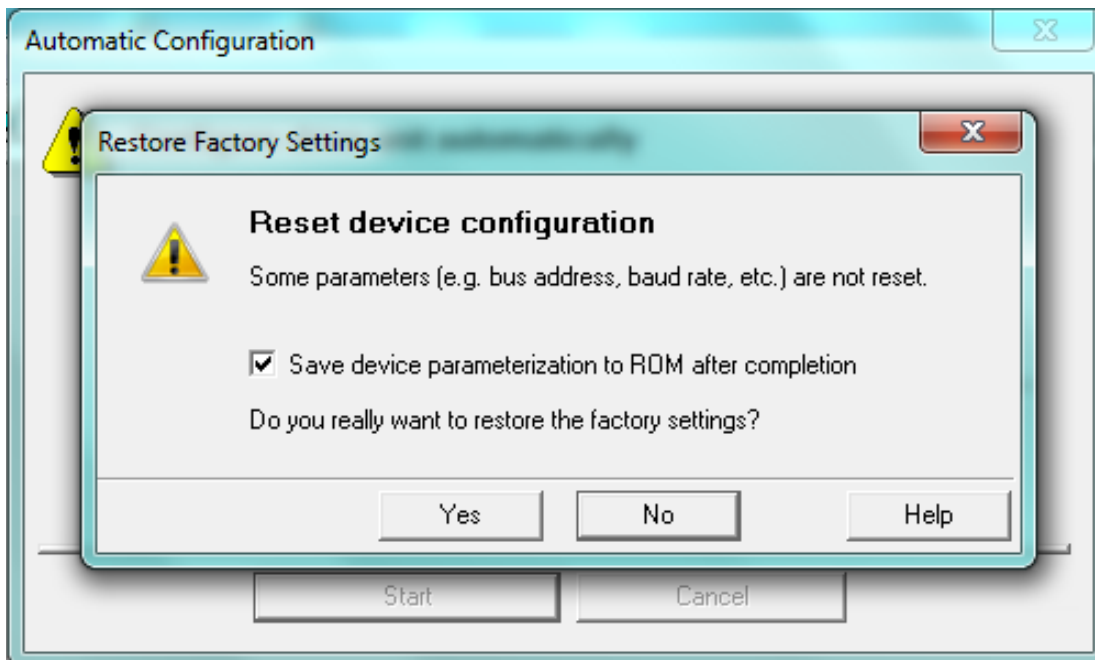 Automatic Configuration
Restore Factory Settings
automatically
Reset device configuration
Some parameters (e.g. bus address, baud rate, etc.) are not reset.
Save device parameterization to ROM after completion
Do you really want to restore the factory settings?
Yes No Help
Start Cancel